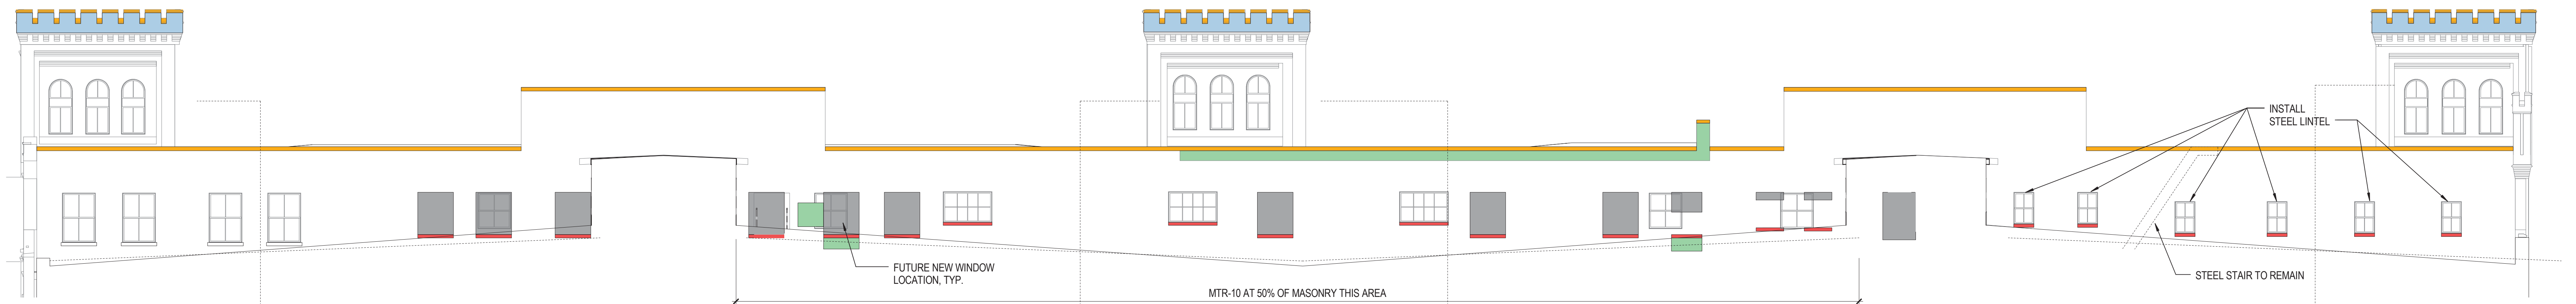 INSTALL
STEEL LINTEL
FUTURE NEW WINDOW
LOCATION, TYP.
STEEL STAIR TO REMAIN
MTR-10 AT 50% OF MASONRY THIS AREA